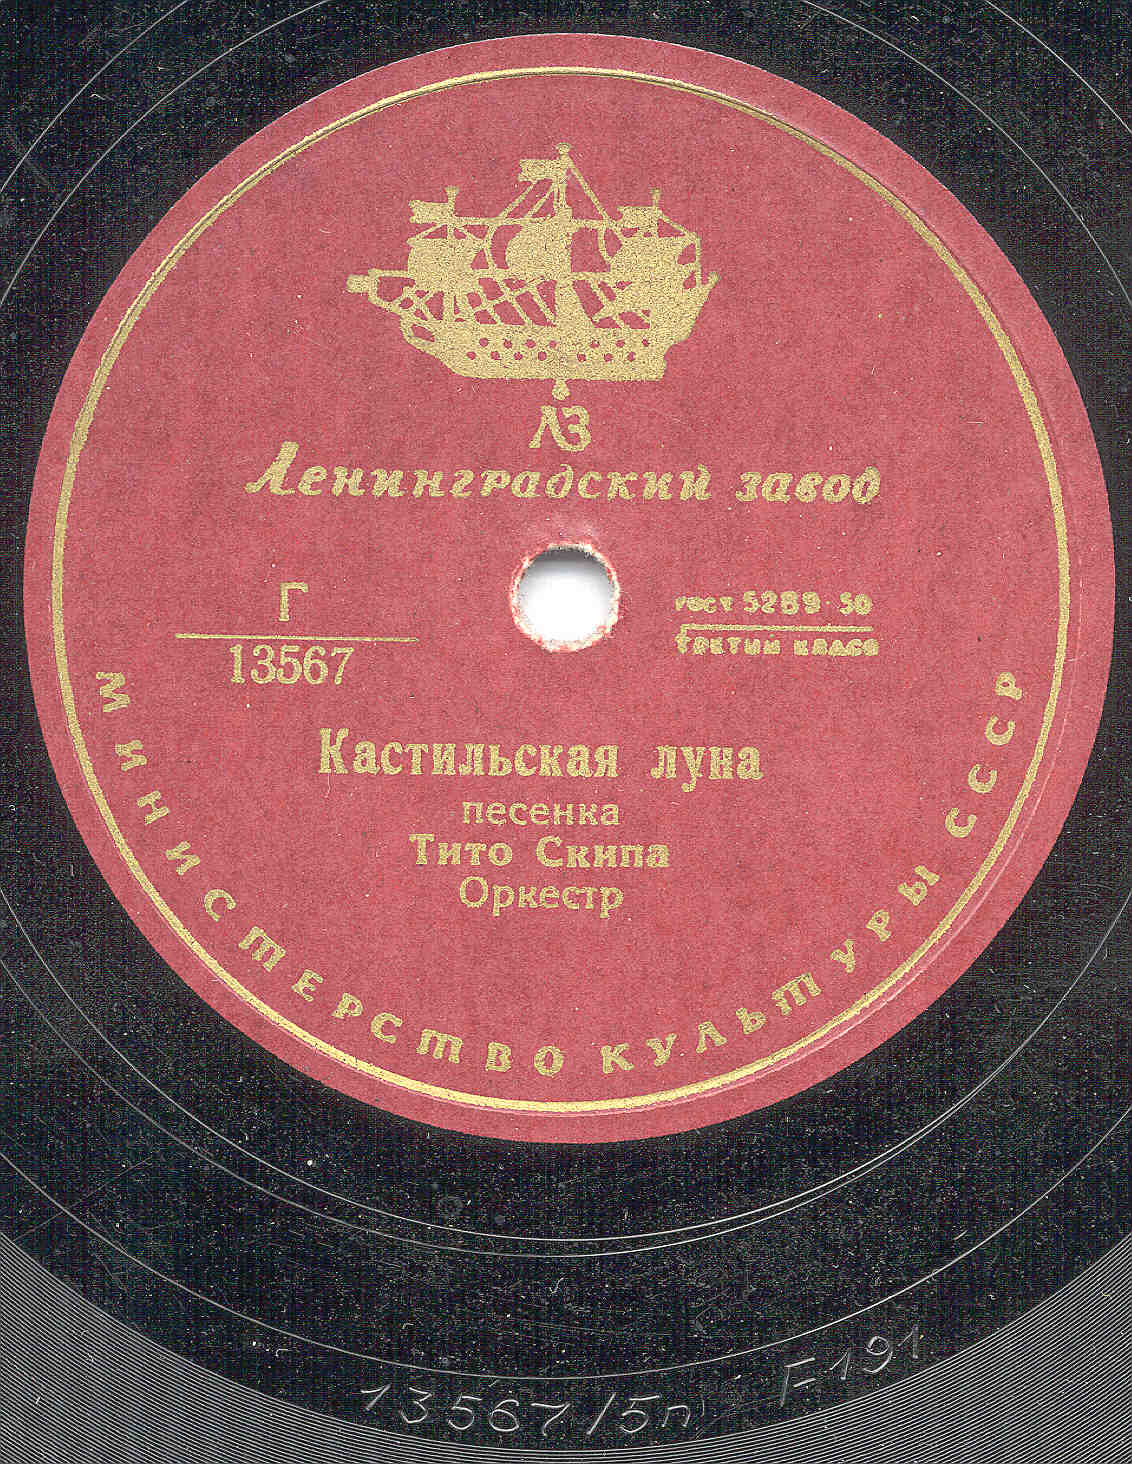 ЛЗ
Ленинградский завод
Г
13567
гост 5289-50
третий класс
Кастильская луна
песенка
Тито Скипа
Оркестр
МИНИСТЕРСТВО КУЛЬТУРЫ СССР
13567/5п
F191